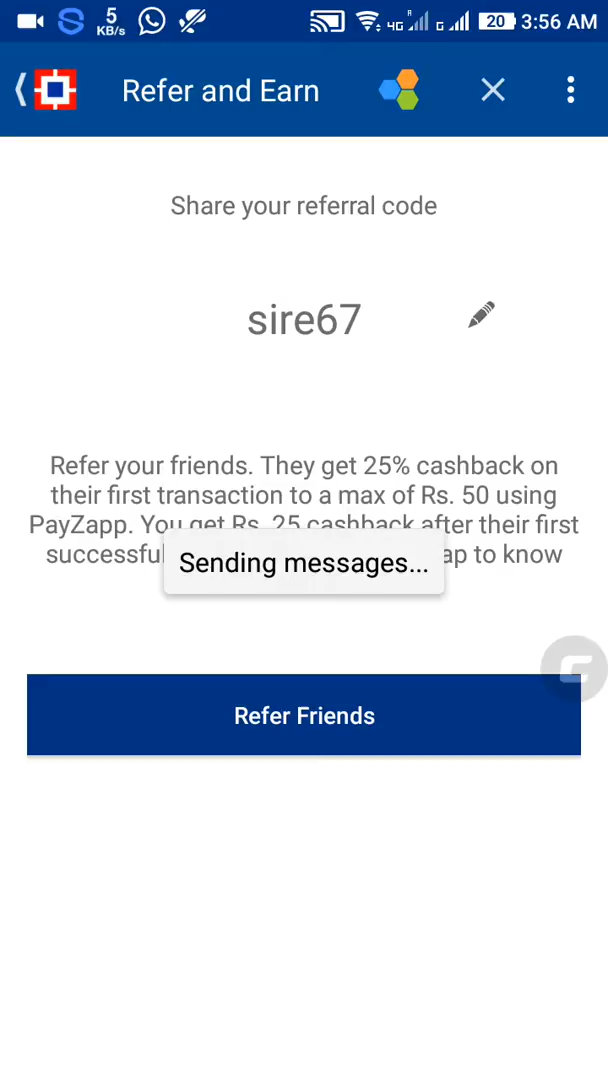 5
KB/s
4G
R
G
20
3:56 AM
Refer and Earn
Share your referral code
sire67
Refer your friends. They get 25% cashback on
their first transaction to a max of Rs. 50 using
PayZapp. You get Rs. 25 cashback after their first
successful ap to know
Sending messages...
Refer Friends